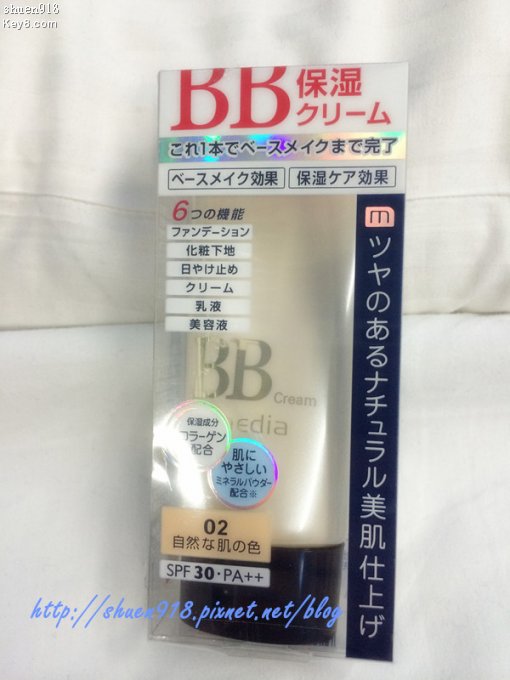 shuen918
Key8.com
BB 保湿
クリーム
これ1本でベースメイクまで完了
ベースメイク効果 保湿ケア効果
6つの機能
ファンデーション
化粧下地
日やけ止め
クリーム
乳液
美容液
m ツヤのあるナチュラル美肌仕上げ
BB
Cream
media
保湿成分
コラーゲン
配合
肌に
やさしい
ミネラルパウダー
配合※
02
自然な肌の色
SPF 30・PA++
http://shuen918.pixnet.net/blog